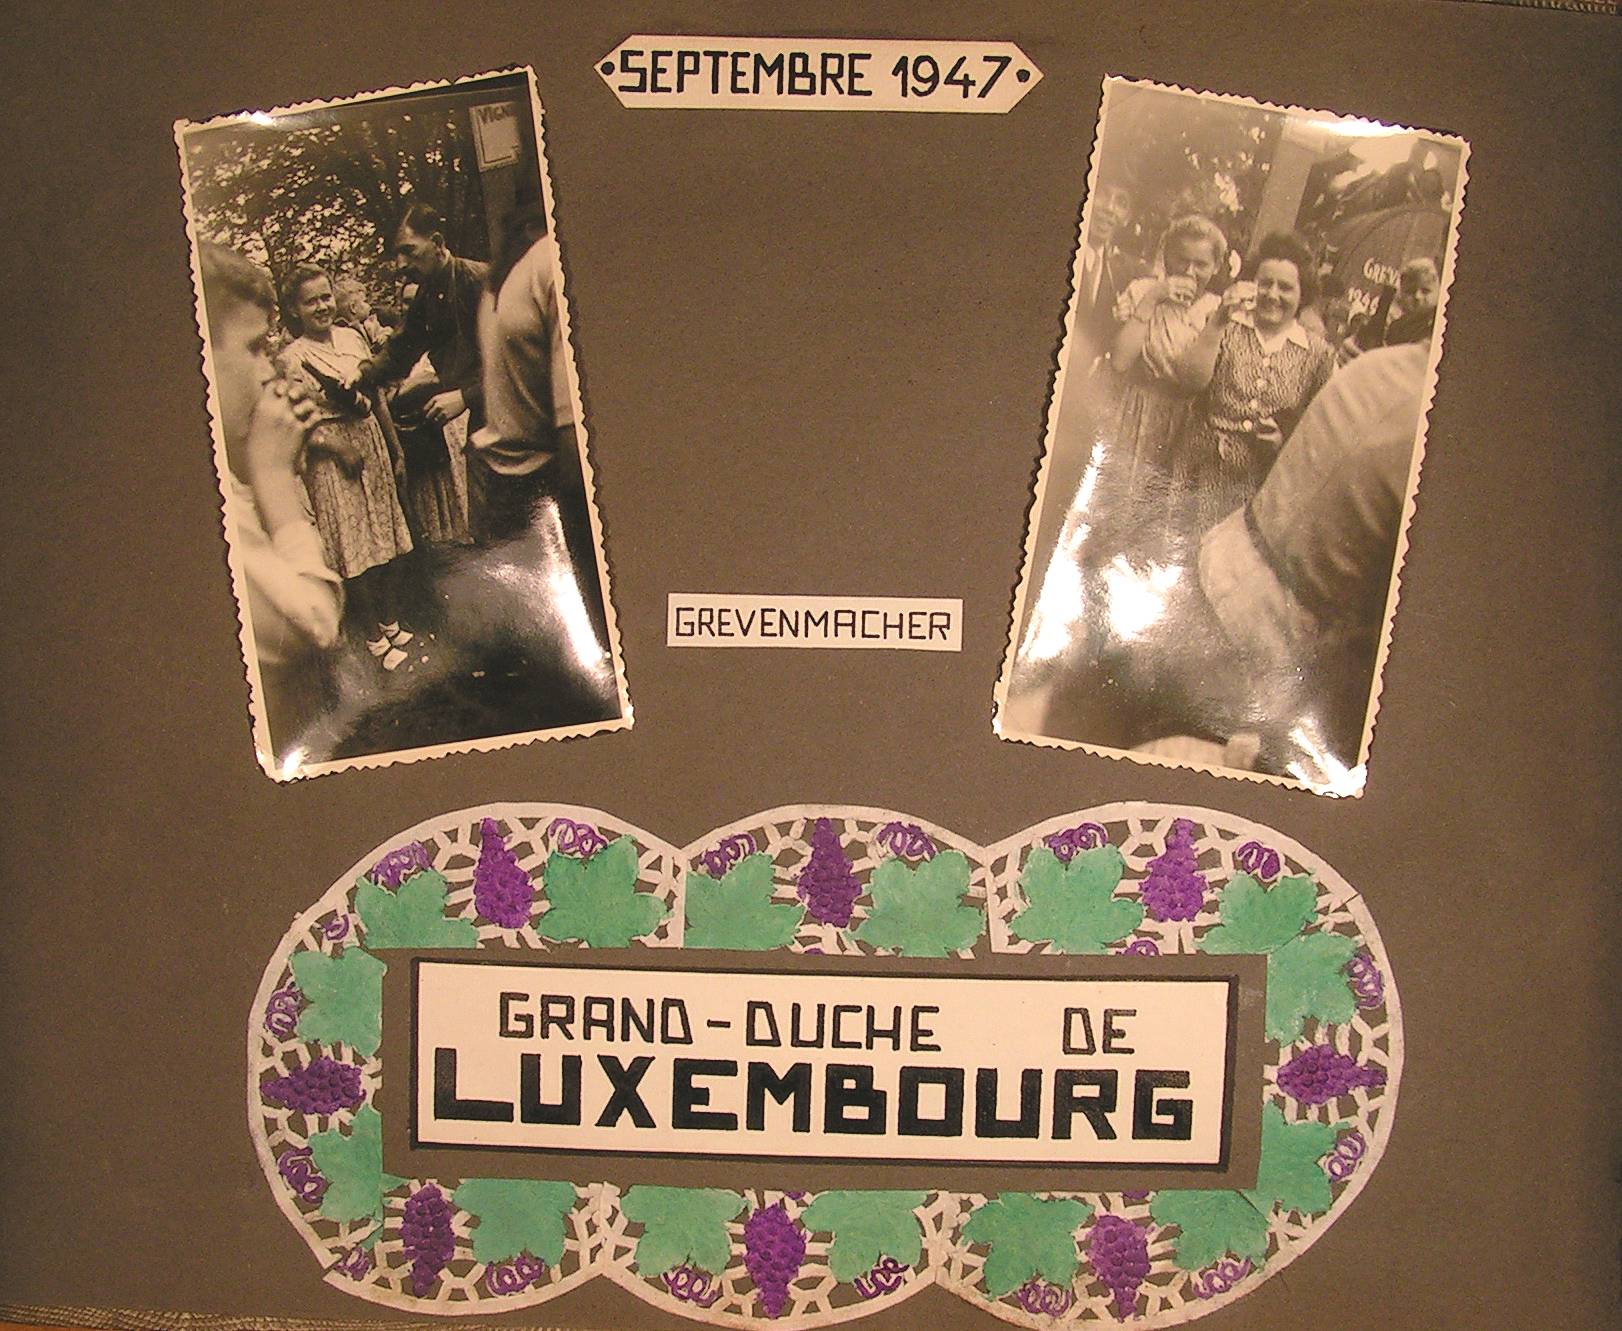 SEPTEMBRE 1947
GREVENMACHER
GRAND-DUCHE DE
LUXEMBOURG